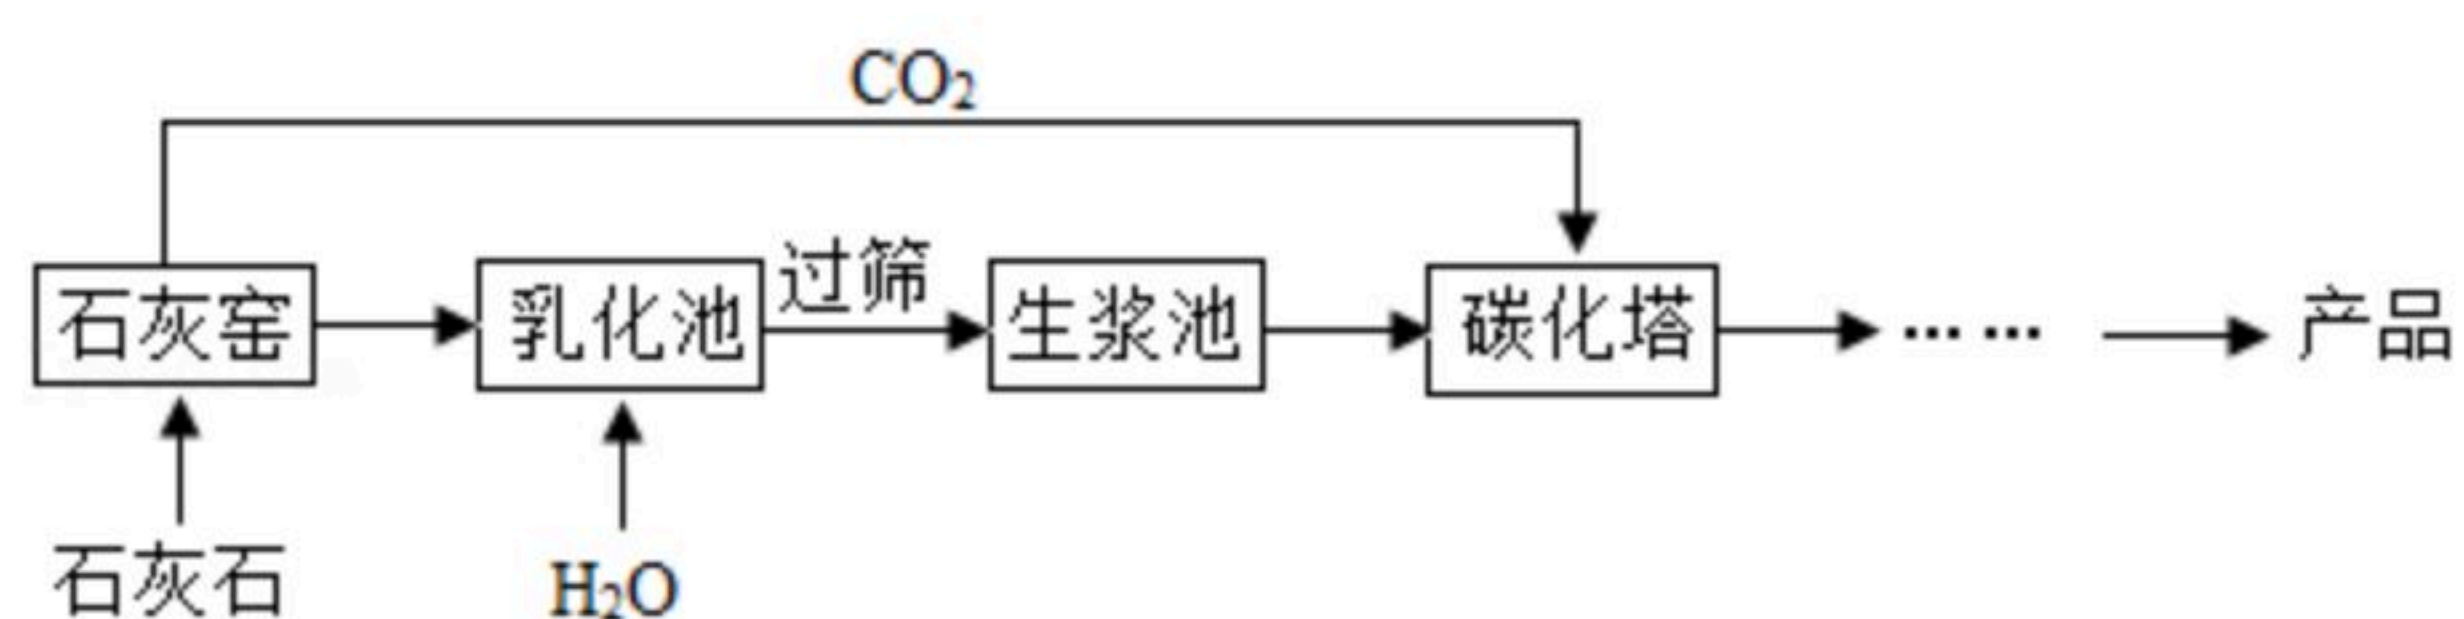 CO₂
石灰窑 乳化池 过筛 生浆池 碳化塔 …… 产品
石灰石 H₂O